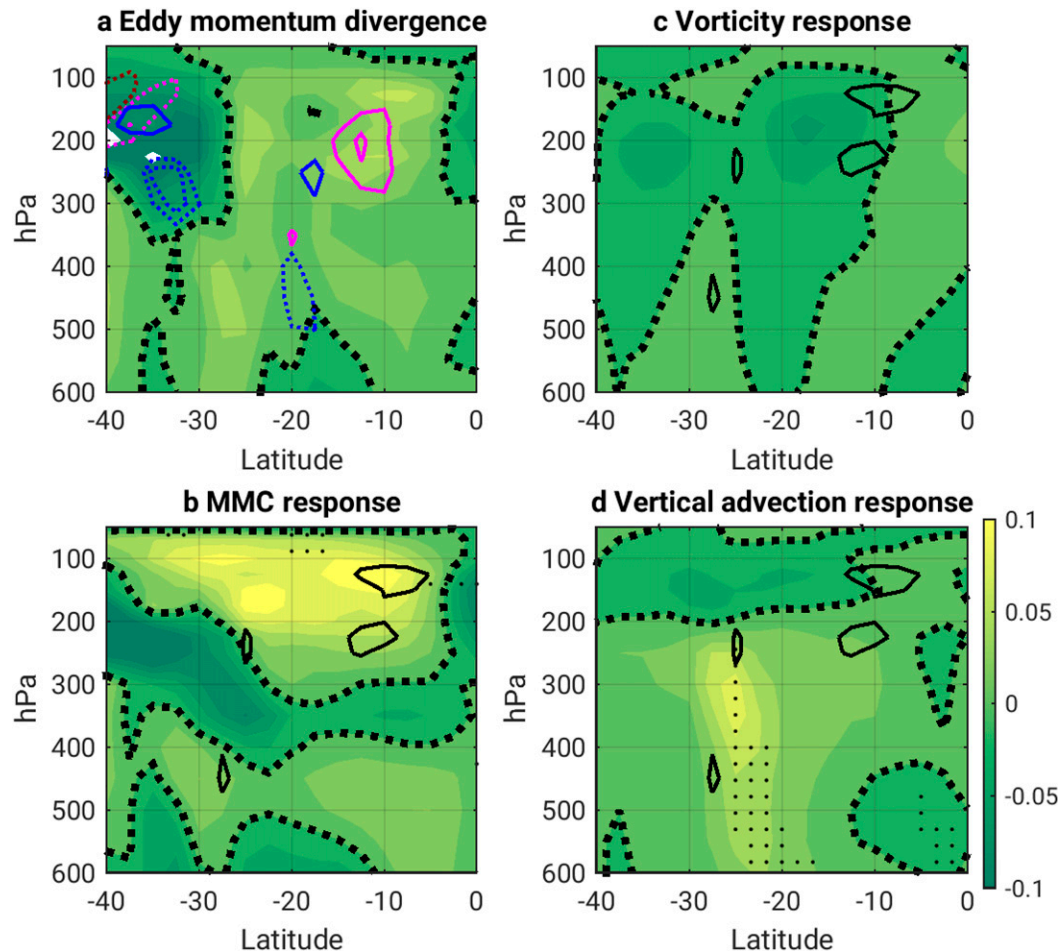 a Eddy momentum divergence
100
200
300
400
500
600
hPa
-40 -30 -20 -10 0
Latitude
c Vorticity response
100
200
300
400
500
600
hPa
-40 -30 -20 -10 0
Latitude
b MMC response
100
200
300
400
500
600
hPa
-40 -30 -20 -10 0
Latitude
d Vertical advection response
100
200
300
400
500
600
hPa
-40 -30 -20 -10 0
Latitude
0.1
0.05
0
-0.05
-0.1